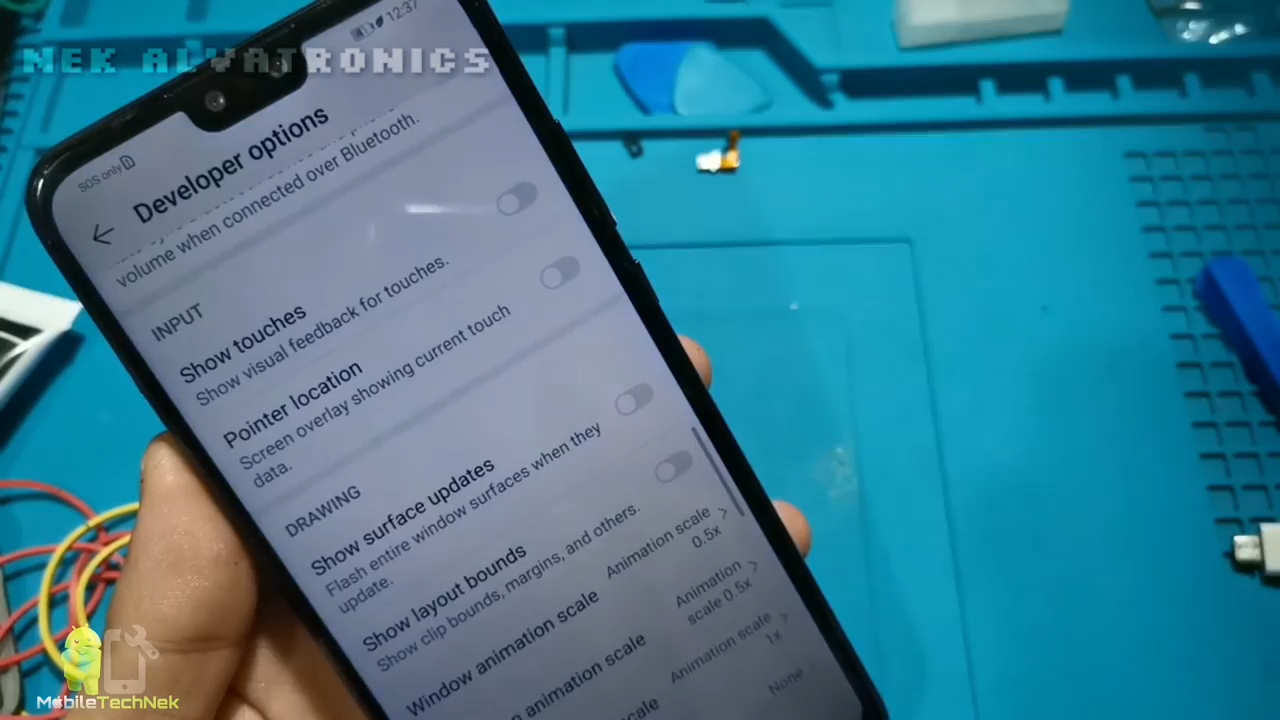 NEK ALVATRONICS
12:37
SOS only
Developer options
volume when connected over Bluetooth.
INPUT
Show touches
Show visual feedback for touches.
Pointer location
Screen overlay showing current touch
data.
DRAWING
Show surface updates
Flash entire window surfaces when they
update.
Show layout bounds
Show clip bounds, margins, and others.
Window animation scale
Animation scale
0.5x
animation scale
Animation
scale 0.5x
scale
Animation scale
1x
None
MobileTechNek